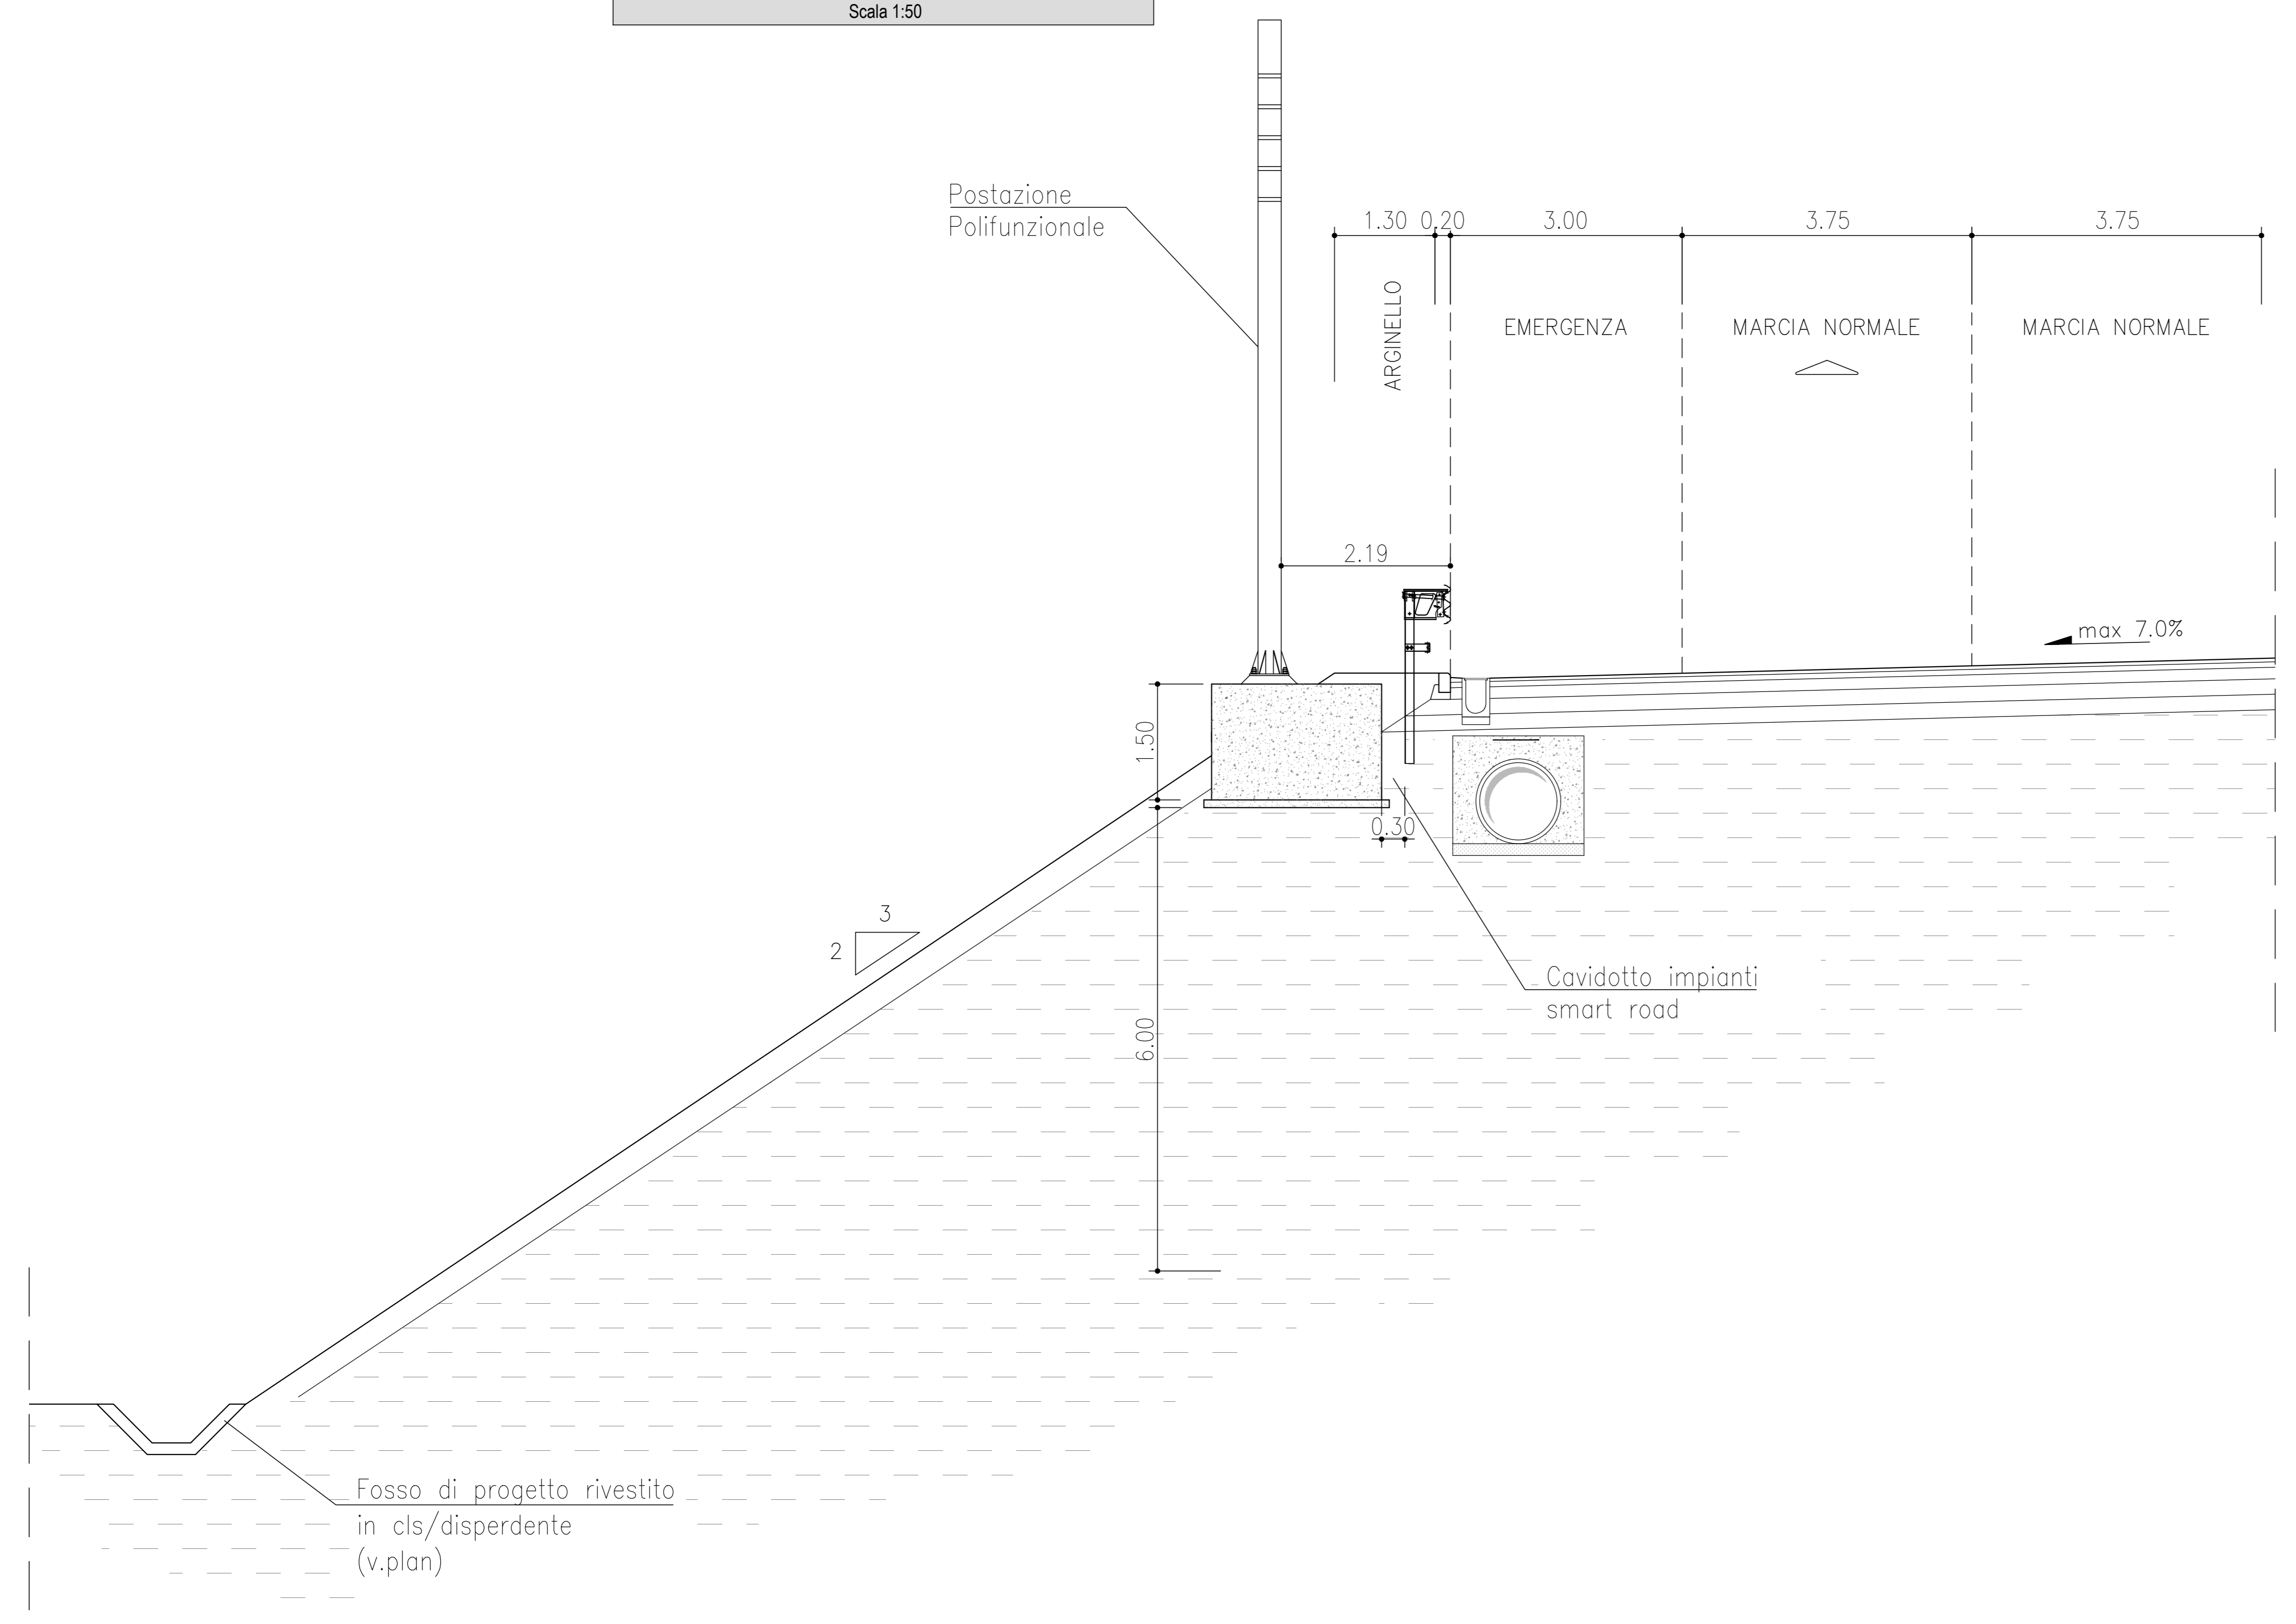 Scala 1:50
Postazione
Polifunzionale
1.30 0.20 3.00 3.75 3.75
ARGINELLO
EMERGENZA
MARCIA NORMALE
MARCIA NORMALE
2.19
max 7.0%
1.50
0.30
3
2
Cavidotto impianti
smart road
6.00
Fosso di progetto rivestito
in cls/disperdente
(v.plan)